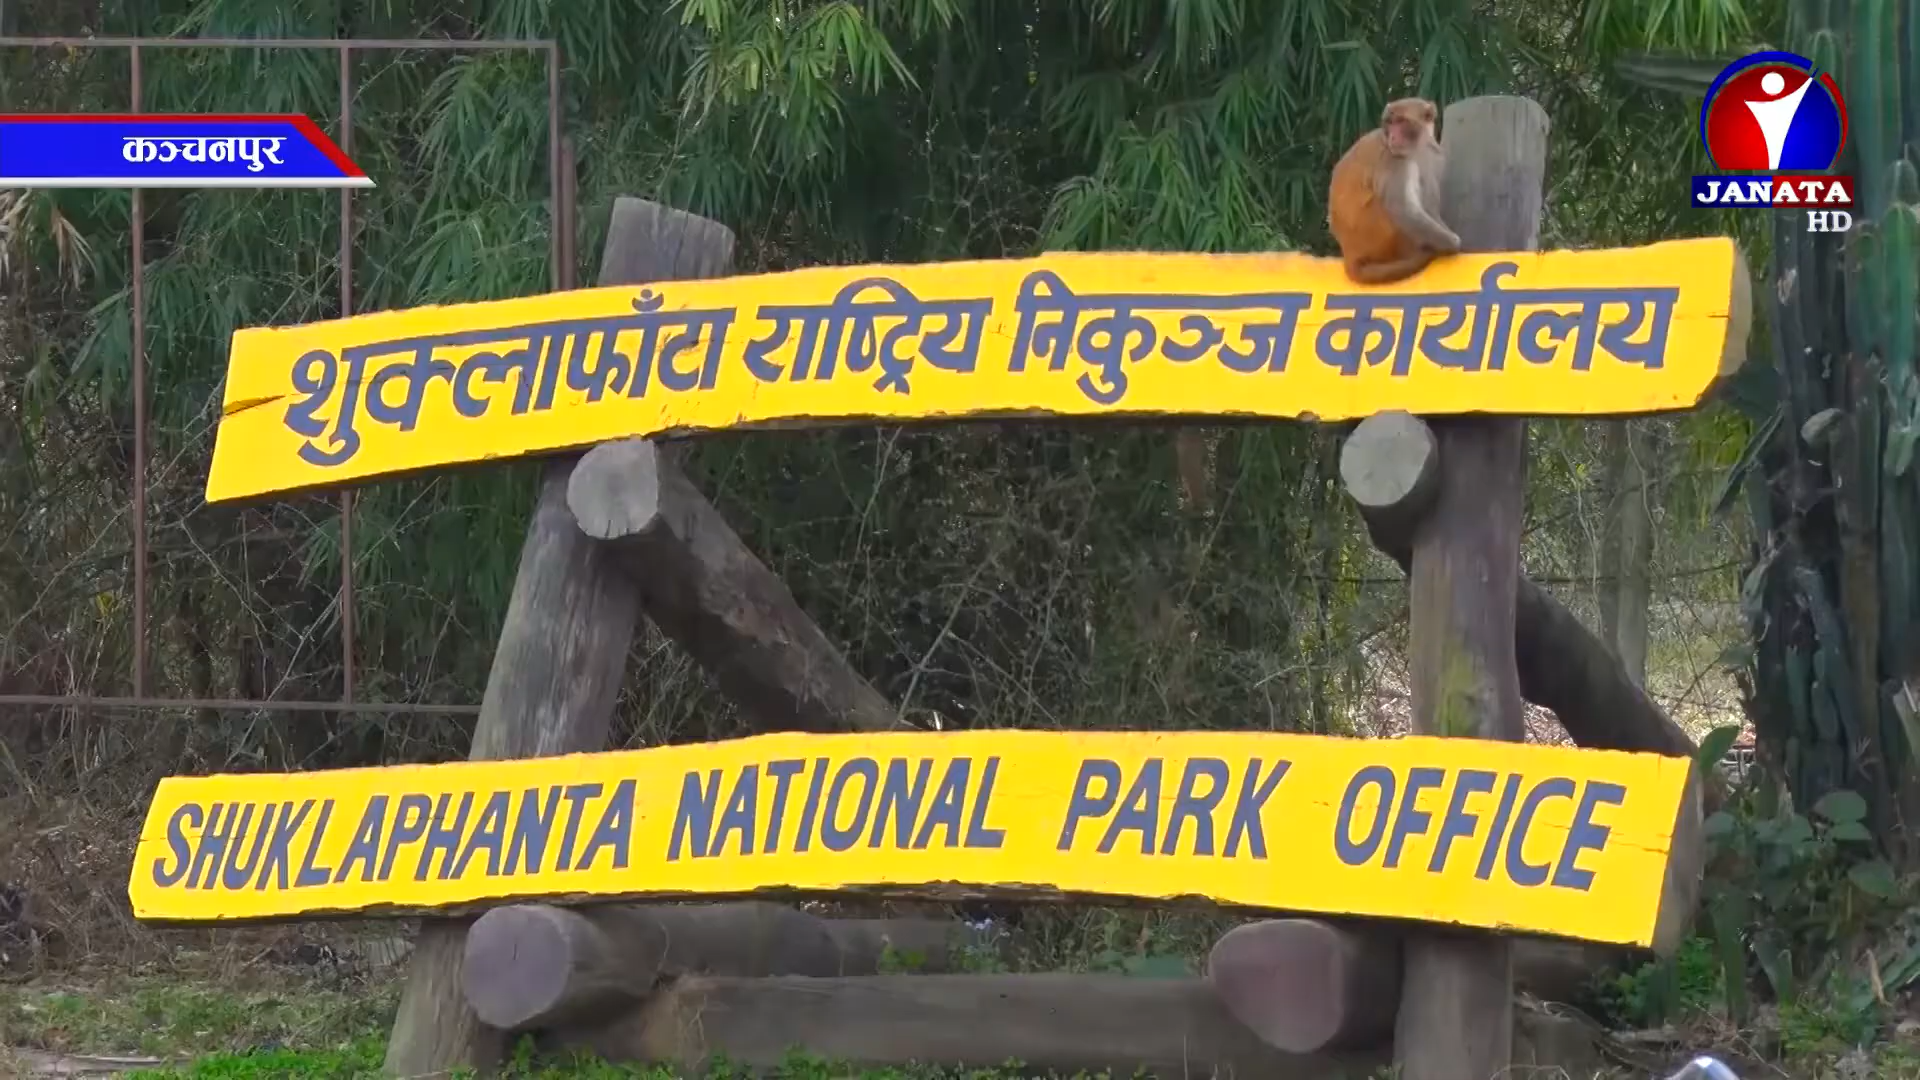 कञ्चनपुर
JANATA
HD
शुक्लाफाँटा राष्ट्रिय निकुञ्ज कार्यालय
SHUKLAPHANTA NATIONAL PARK OFFICE